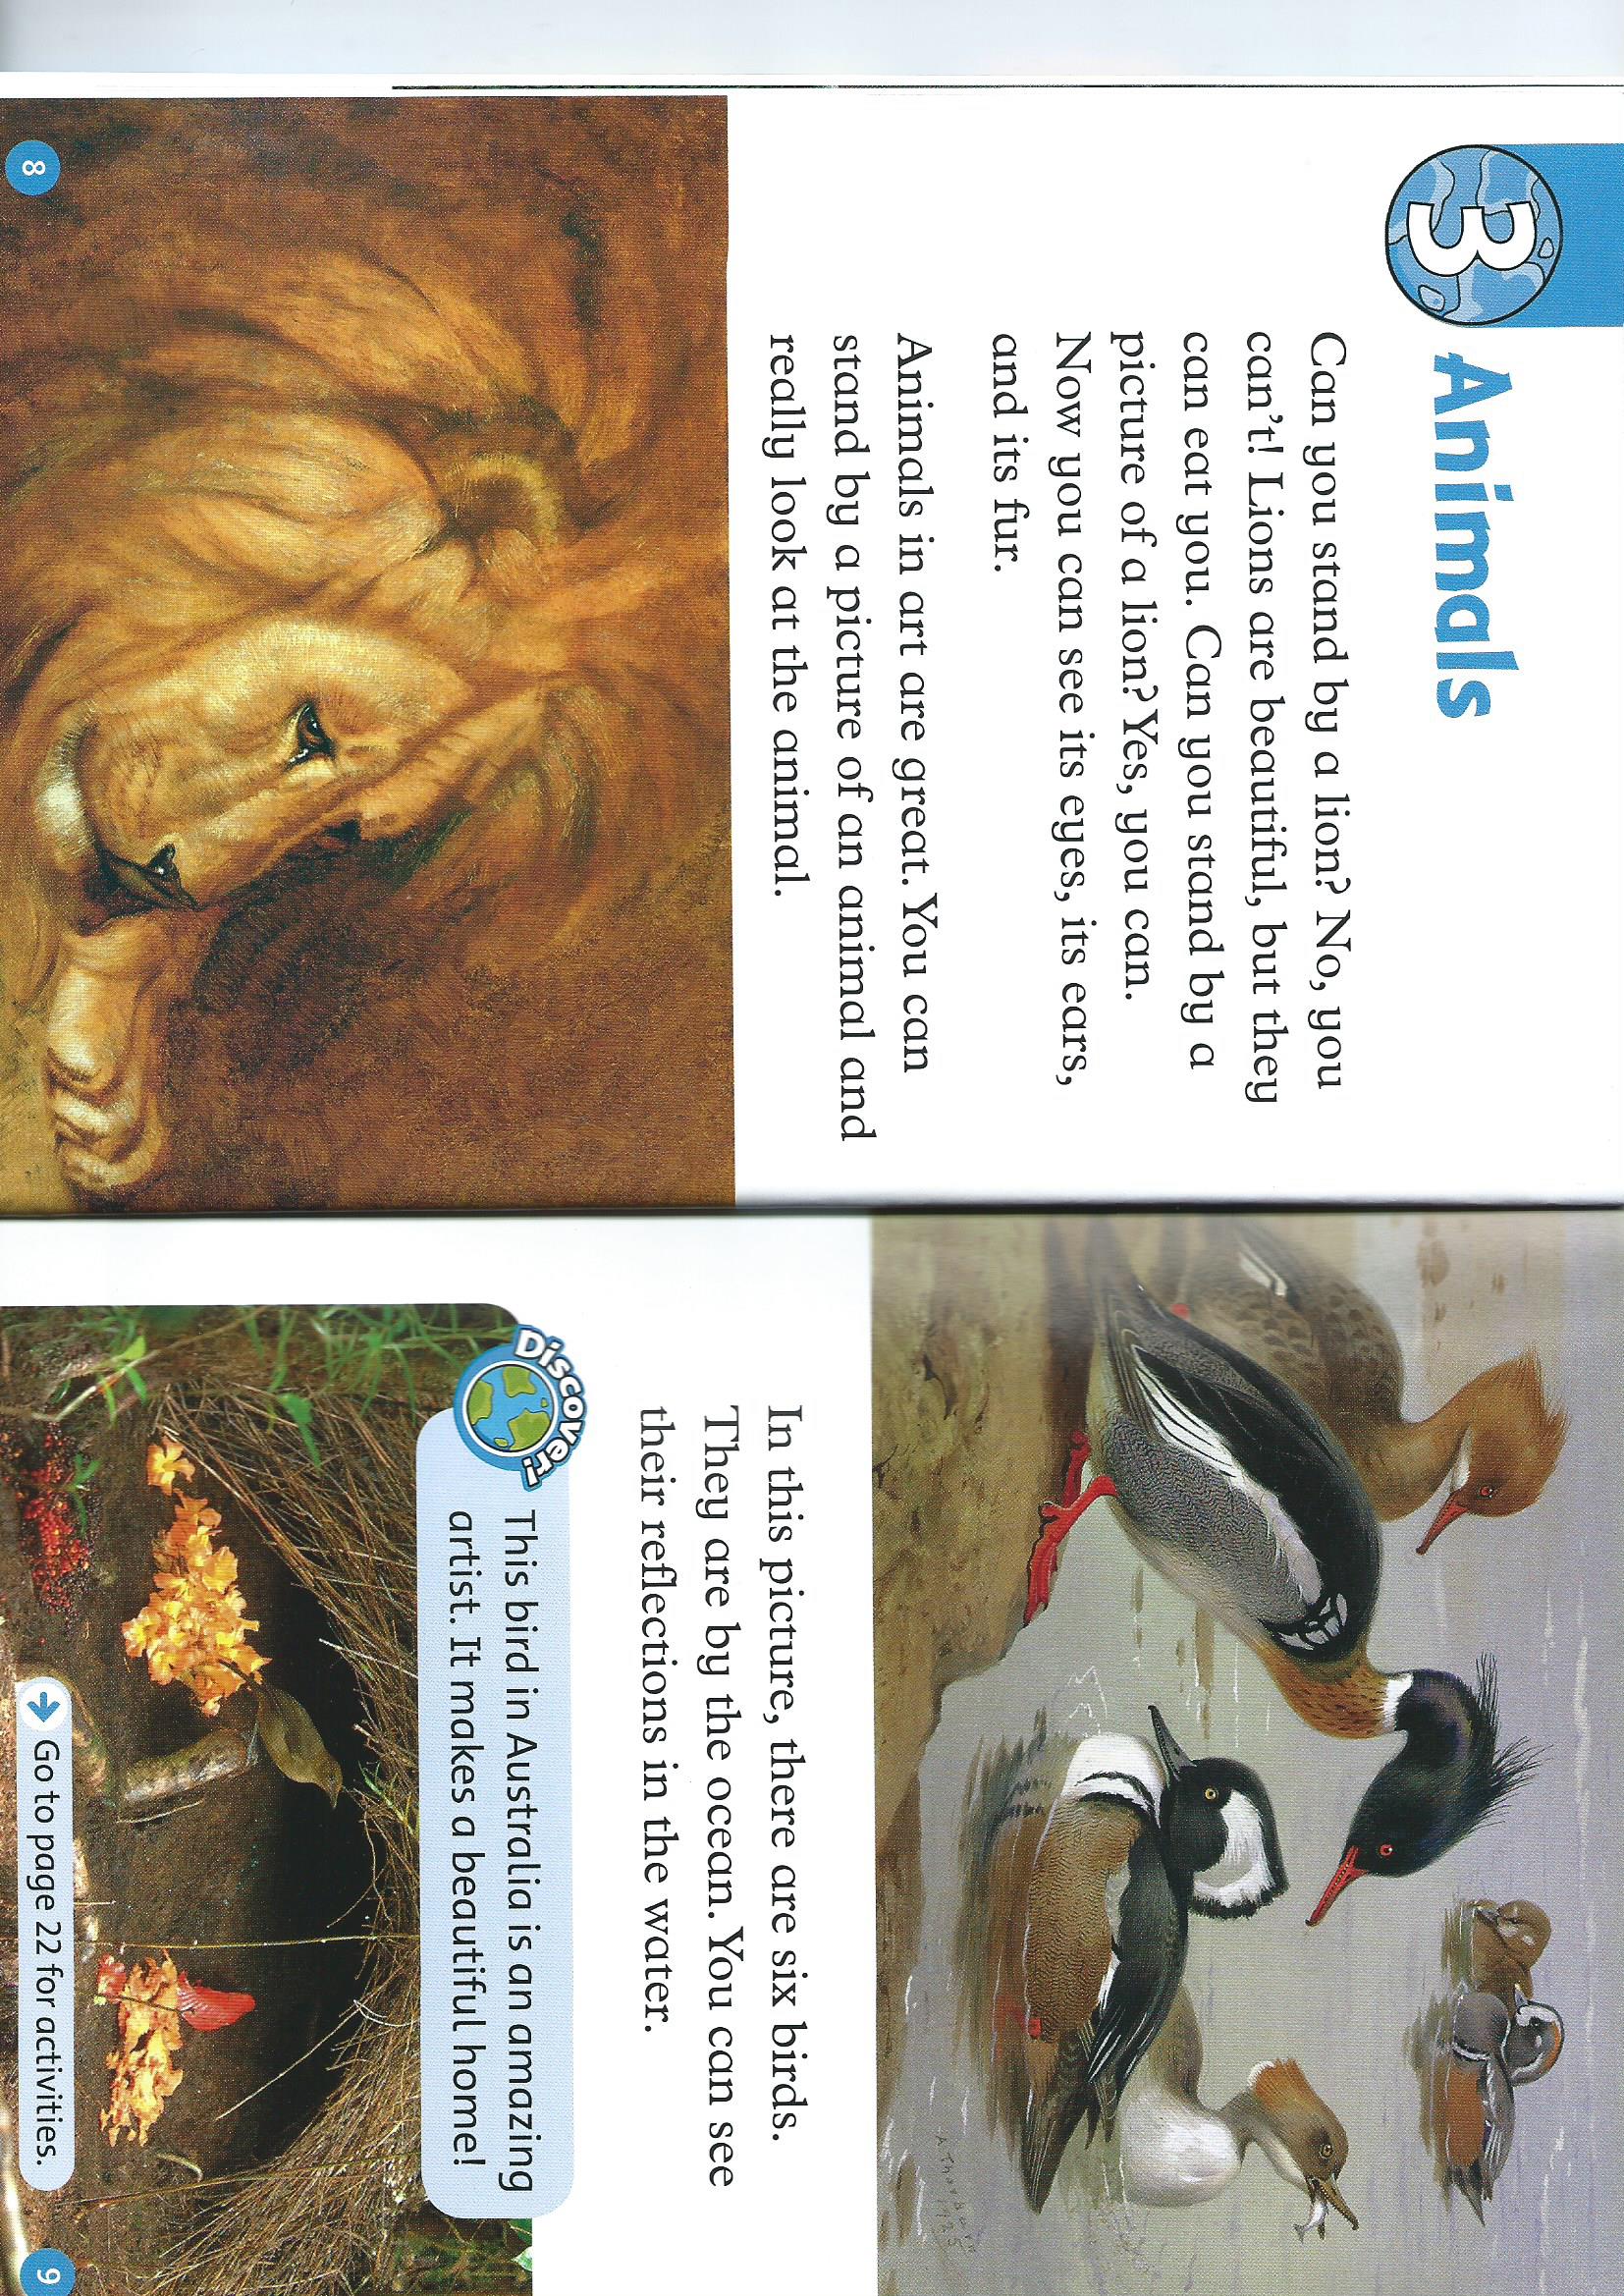 3 Animals
Can you stand by a lion? No, you
can't! Lions are beautiful, but they
can eat you. Can you stand by a
picture of a lion? Yes, you can.
Now you can see its eyes, its ears,
and its fur.
Animals in art are great. You can
stand by a picture of an animal and
really look at the animal.
8
A Thorburn
1925
In this picture, there are six birds.
They are by the ocean. You can see
their reflections in the water.
Discover!
This bird in Australia is an amazing
artist. It makes a beautiful home!
Go to page 22 for activities.
9